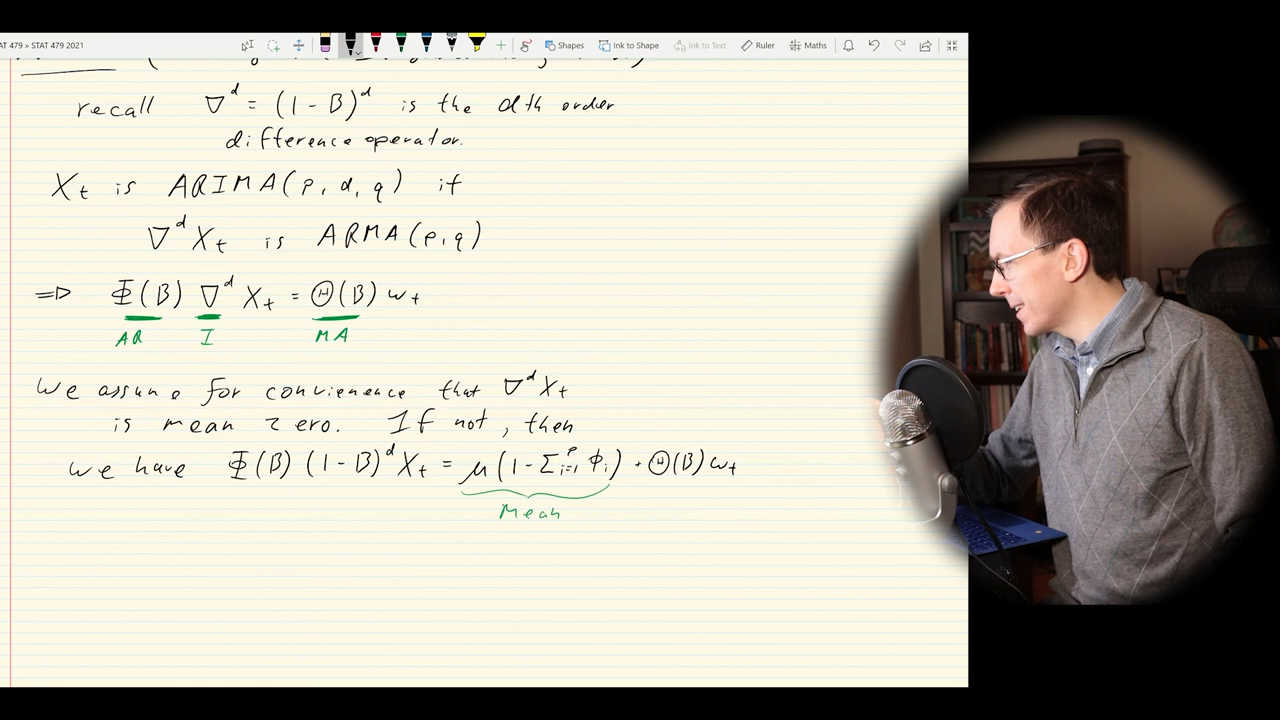 AT 479 » STAT 479 2021
Shapes Ink to Shape Ink to Text Ruler Maths
recall ∇^d = (1 - B)^d is the dth order
difference operator.
X_t is ARIMA(p, d, q) if
∇^d X_t is ARMA(p, q)
⇒ Φ(B) ∇^d X_t = Θ(B) w_t
AR I MA
We assume for convienence that ∇^d X_t
is mean zero. If not, then
we have Φ(B) (1 - B)^d X_t = μ(1 - Σ_{i=1}^p φ_i) + Θ(B) w_t
Mean